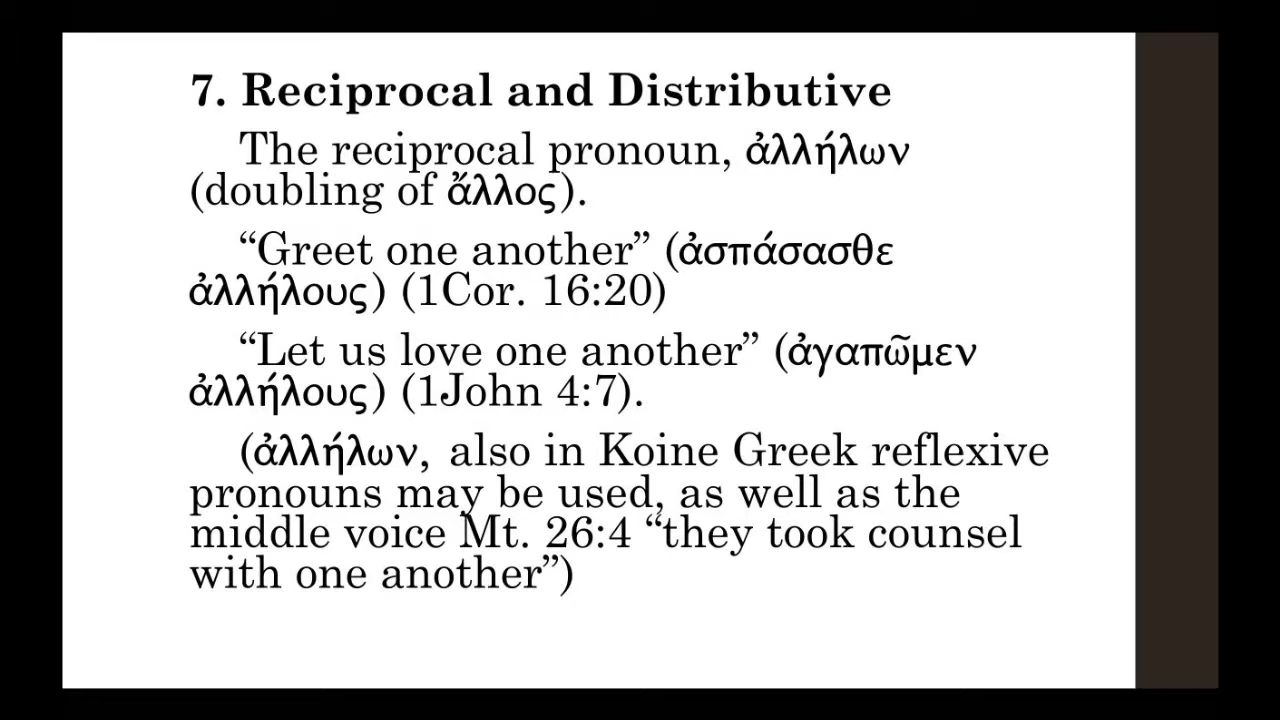 7. Reciprocal and Distributive
The reciprocal pronoun, ἀλλήλων
(doubling of ἄλλος).
“Greet one another” (ἀσπάσασθε
ἀλλήλους) (1Cor. 16:20)
“Let us love one another” (ἀγαπῶμεν
ἀλλήλους) (1John 4:7).
(ἀλλήλων, also in Koine Greek reflexive
pronouns may be used, as well as the
middle voice Mt. 26:4 “they took counsel
with one another”)